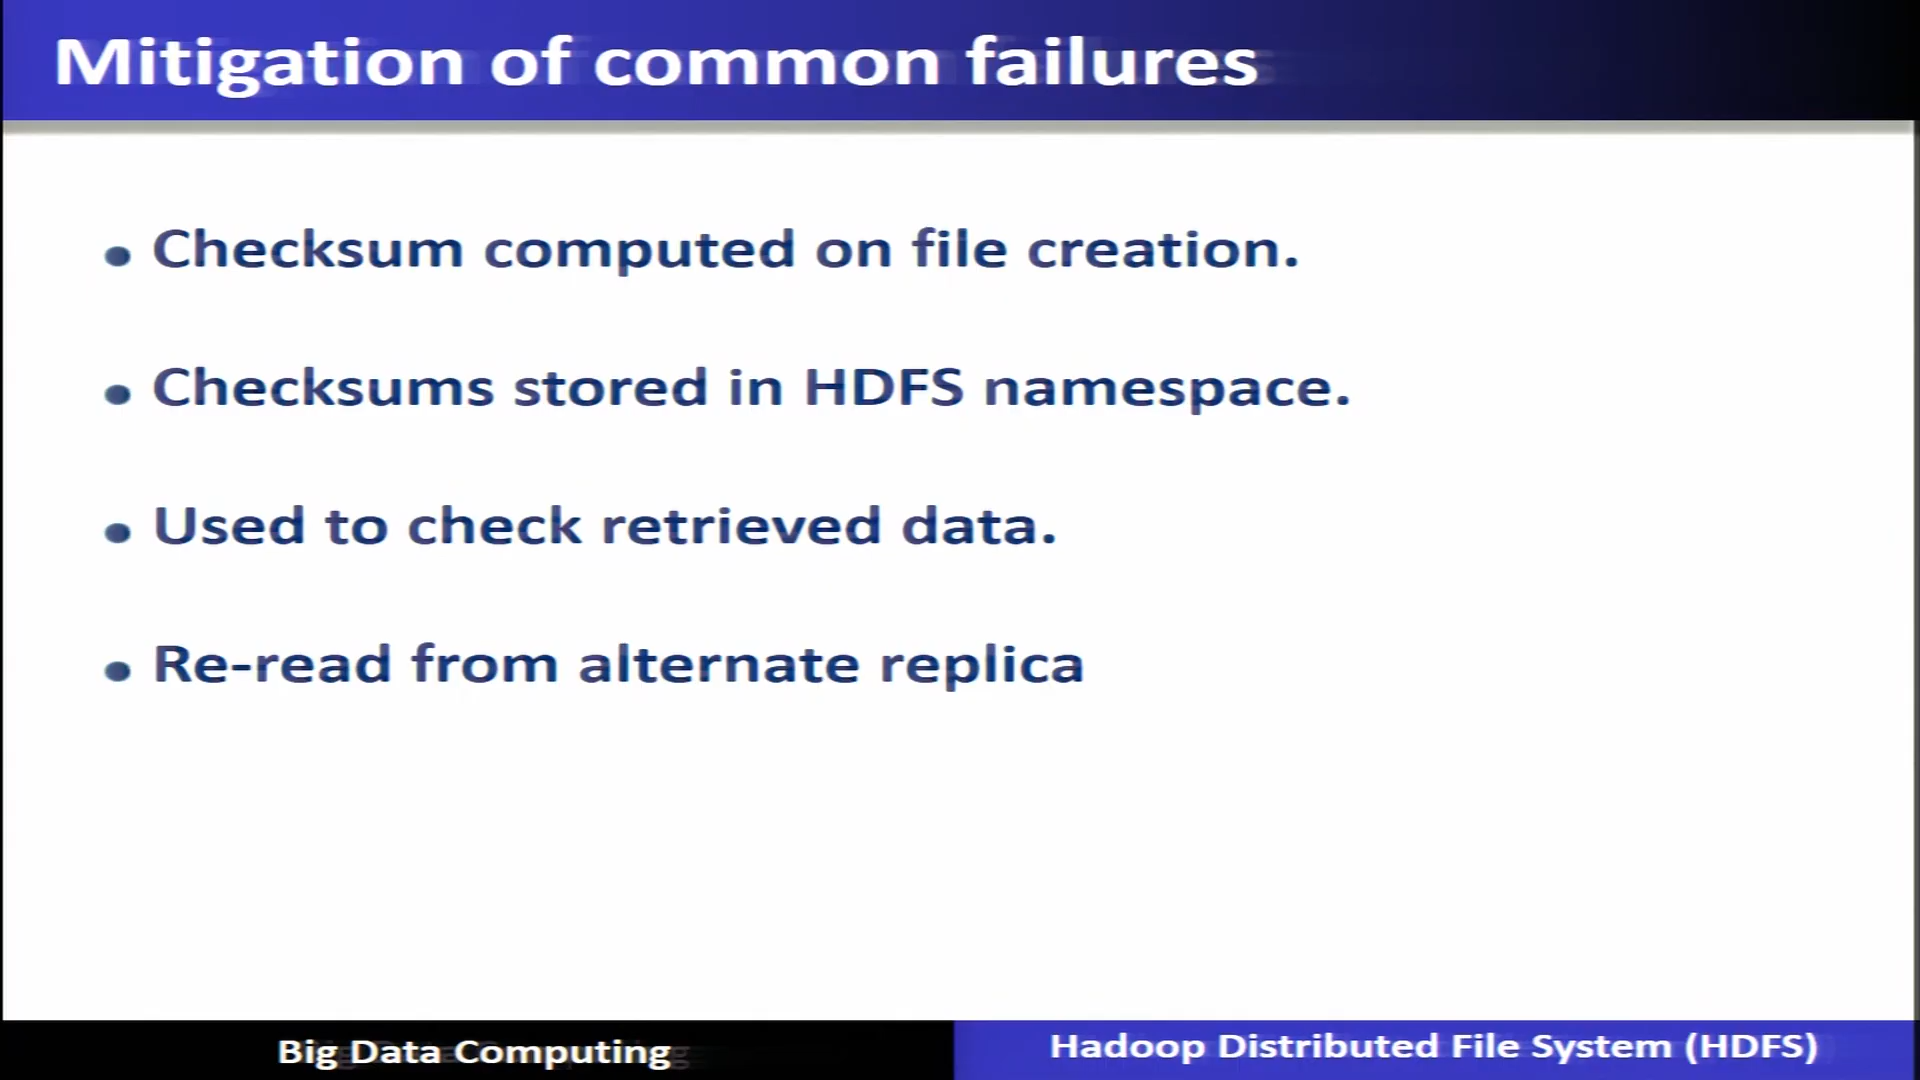 Mitigation of common failures
• Checksum computed on file creation.
• Checksums stored in HDFS namespace.
• Used to check retrieved data.
• Re-read from alternate replica
Big Data Computing
Hadoop Distributed File System (HDFS)